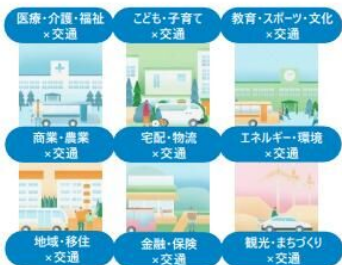 医療・介護・福祉
×交通
こども・子育て
×交通
教育・スポーツ・文化
×交通
商業・農業
×交通
宅配・物流
×交通
エネルギー・環境
×交通
地域・移住
×交通
金融・保険
×交通
観光・まちづくり
×交通